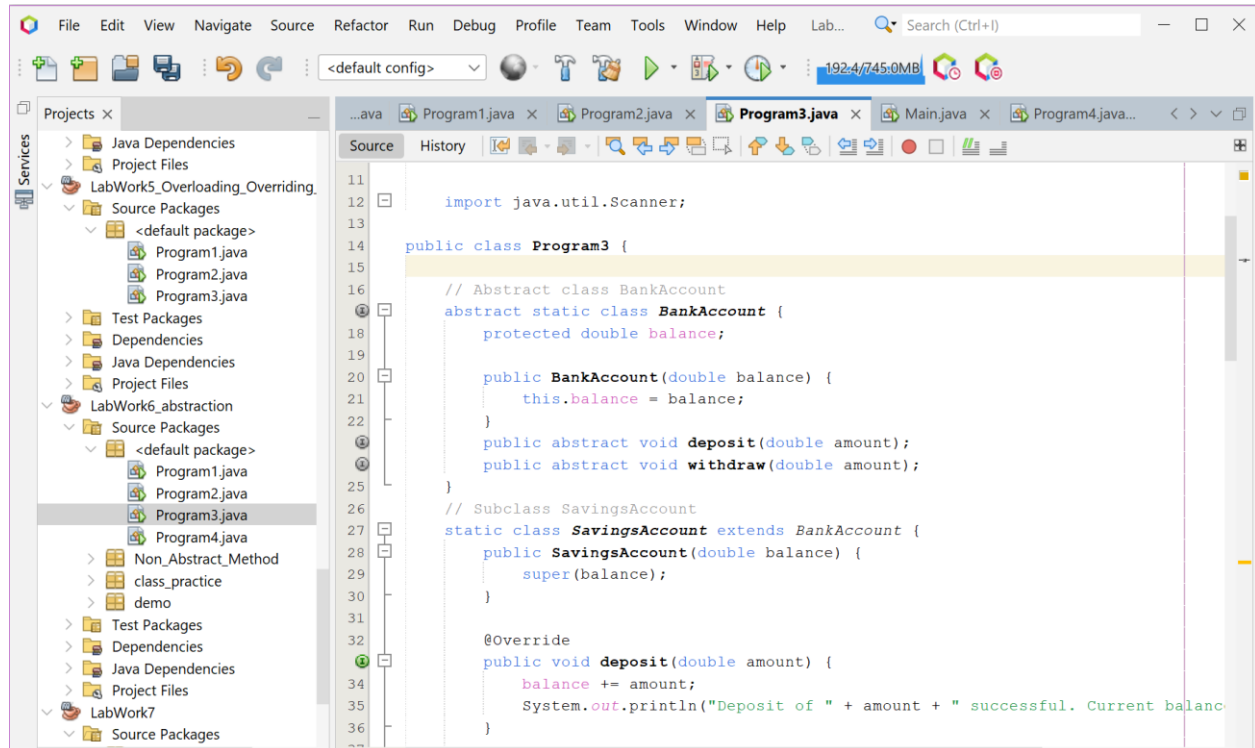 File Edit View Navigate Source Refactor Run Debug Profile Team Tools Window Help Lab... Search (Ctrl+I)
<default config> 192.4/745.0MB
Projects
...ava Program1.java Program2.java Program3.java Main.java Program4.java...
Services
Source History
Java Dependencies
Project Files
LabWork5_Overloading_Overriding_
Source Packages
<default package>
Program1.java
Program2.java
Program3.java
Test Packages
Dependencies
Java Dependencies
Project Files
LabWork6_abstraction
Source Packages
<default package>
Program1.java
Program2.java
Program3.java
Program4.java
Non_Abstract_Method
class_practice
demo
Test Packages
Dependencies
Java Dependencies
Project Files
LabWork7
Source Packages
11
12 import java.util.Scanner;
13
14 public class Program3 {
15
16 // Abstract class BankAccount
abstract static class BankAccount {
18 protected double balance;
19
20 public BankAccount(double balance) {
21 this.balance = balance;
22 }
public abstract void deposit(double amount);
public abstract void withdraw(double amount);
25 }
26 // Subclass SavingsAccount
27 static class SavingsAccount extends BankAccount {
28 public SavingsAccount(double balance) {
29 super(balance);
30 }
31
32 @Override
public void deposit(double amount) {
34 balance += amount;
35 System.out.println("Deposit of " + amount + " successful. Current balanc
36 }